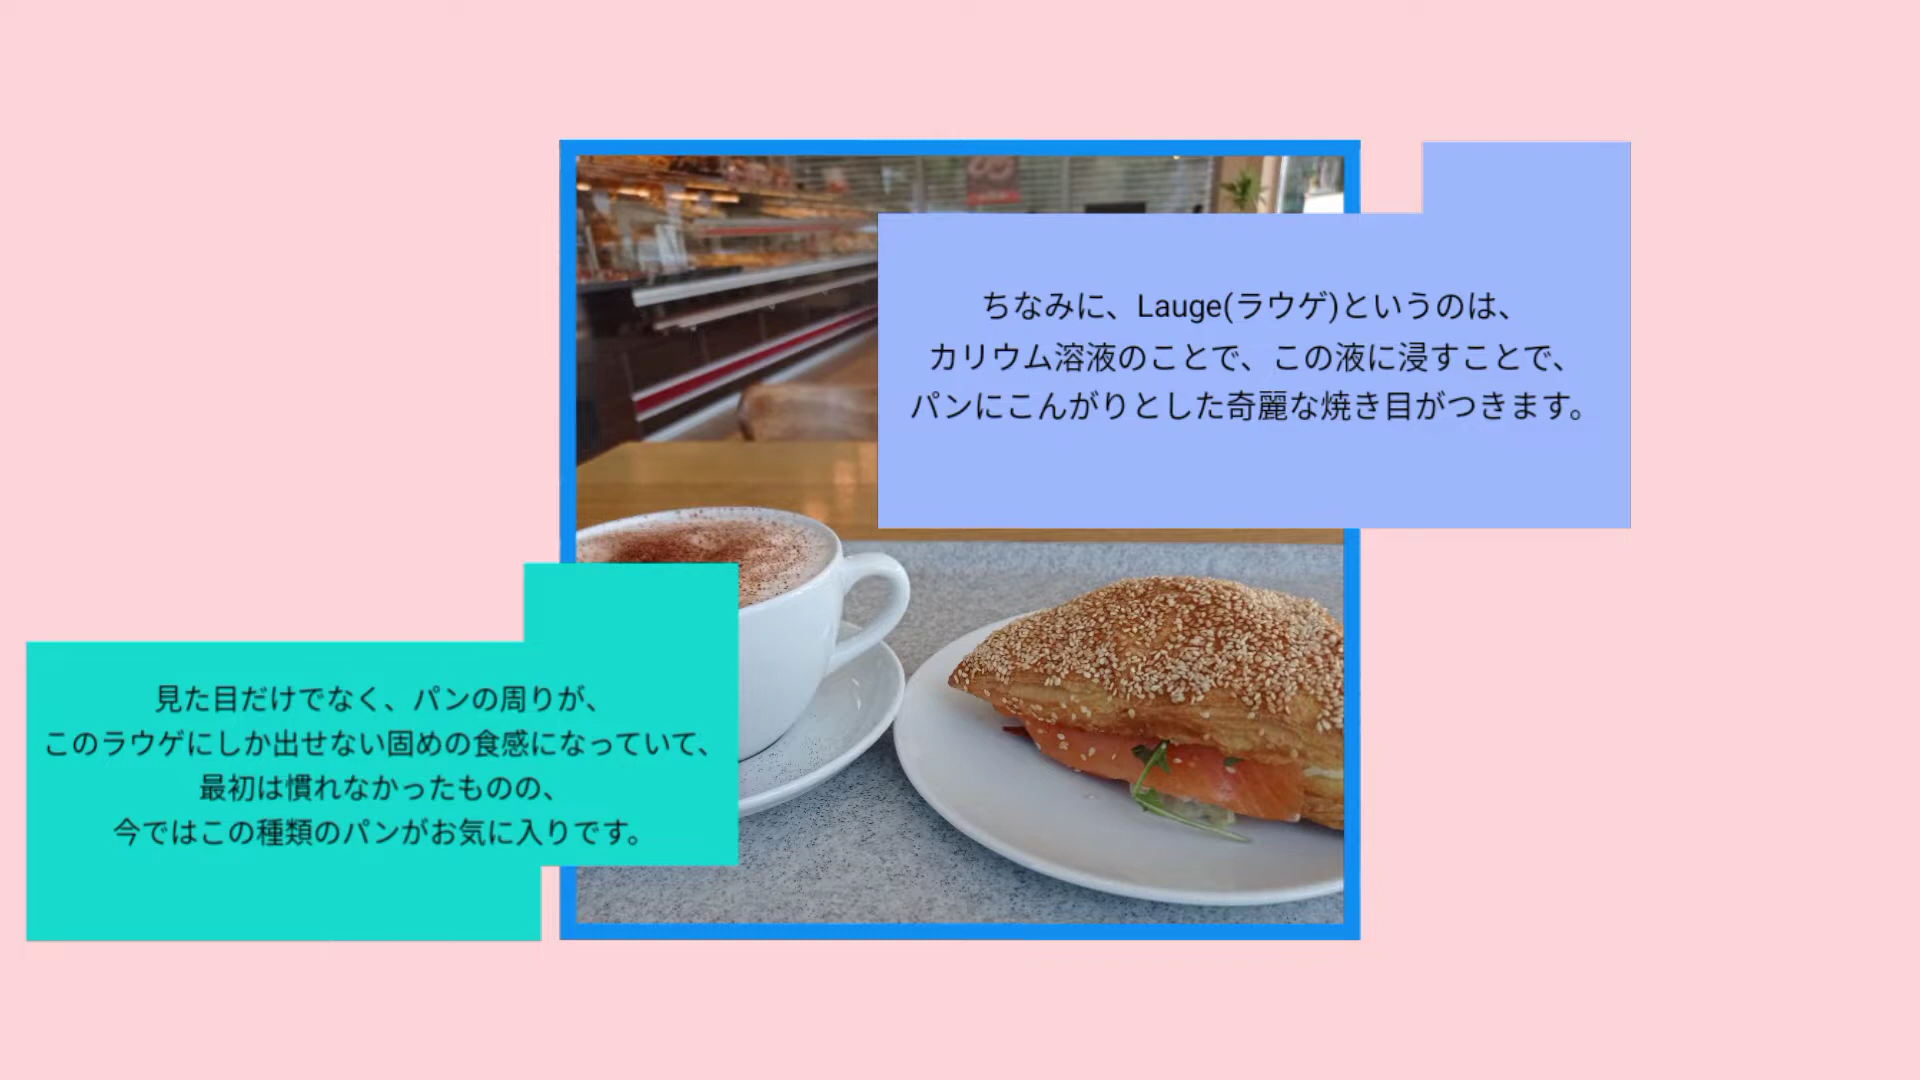 ちなみに、Lauge(ラウゲ)というのは、
カリウム溶液のことで、この液に浸すことで、
パンにこんがりとした奇麗な焼き目がつきます。
見た目だけでなく、パンの周りが、
このラウゲにしか出せない固めの食感になっていて、
最初は慣れなかったものの、
今ではこの種類のパンがお気に入りです。